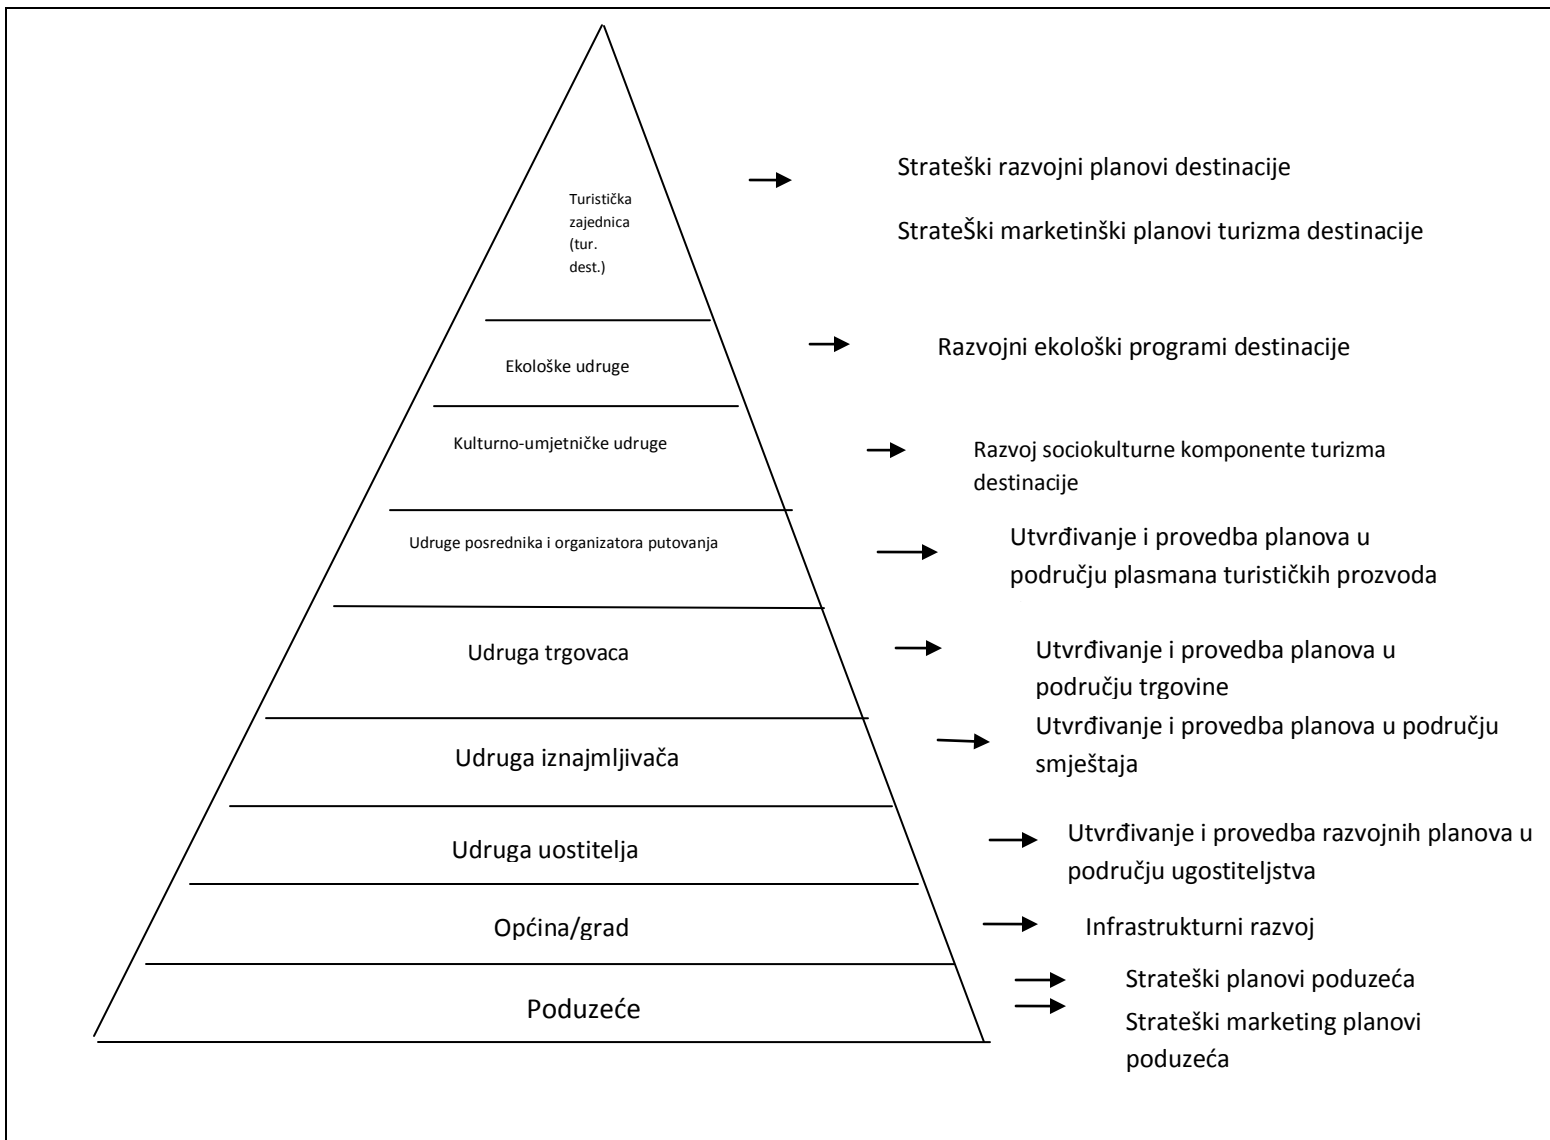 Turistička
zajednica
(tur.
dest.)
Strateški razvojni planovi destinacije
StrateŠki marketinški planovi turizma destinacije
Ekološke udruge
Razvojni ekološki programi destinacije
Kulturno-umjetničke udruge
Razvoj sociokulturne komponente turizma
destinacije
Udruge posrednika i organizatora putovanja
Utvrđivanje i provedba planova u
području plasmana turističkih prozvoda
Udruga trgovaca
Utvrđivanje i provedba planova u
području trgovine
Udruga iznajmljivača
Utvrđivanje i provedba planova u području
smještaja
Udruga uostitelja
Utvrđivanje i provedba razvojnih planova u
području ugostiteljstva
Općina/grad
Infrastrukturni razvoj
Poduzeće
Strateški planovi poduzeća
Strateški marketing planovi
poduzeća